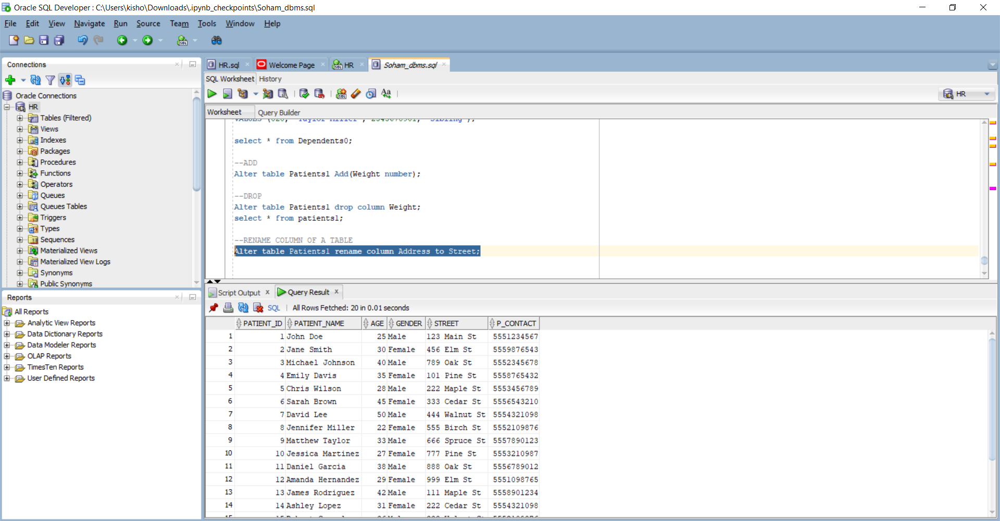 Oracle SQL Developer : C:\Users\kisho\Downloads\.ipynb_checkpoints\Soham_dbms.sql
File Edit View Navigate Run Source Team Tools Window Help
Connections
Oracle Connections
HR
Tables (Filtered)
Views
Indexes
Packages
Procedures
Functions
Operators
Queues
Queues Tables
Triggers
Types
Sequences
Materialized Views
Materialized View Logs
Synonyms
Public Synonyms
Reports
All Reports
Analytic View Reports
Data Dictionary Reports
Data Modeler Reports
OLAP Reports
TimesTen Reports
User Defined Reports
HR.sql Welcome Page HR Soham_dbms.sql
SQL Worksheet History
HR
Worksheet Query Builder
VALUES (020, 'Taylor Miller', 2345678901, 'Sibling');
select * from Dependents0;
--ADD
Alter table Patients1 Add(Weight number);
--DROP
Alter table Patients1 drop column Weight;
select * from patients1;
--RENAME COLUMN OF A TABLE
Alter table Patients1 rename column Address to Street;
Script Output x Query Result x
SQL All Rows Fetched: 20 in 0.01 seconds
PATIENT_ID PATIENT_NAME AGE GENDER STREET P_CONTACT
1 1 John Doe 25 Male 123 Main St 5551234567
2 2 Jane Smith 30 Female 456 Elm St 5559876543
3 3 Michael Johnson 40 Male 789 Oak St 5552345678
4 4 Emily Davis 35 Female 101 Pine St 5558765432
5 5 Chris Wilson 28 Male 222 Maple St 5553456789
6 6 Sarah Brown 45 Female 333 Cedar St 5556543210
7 7 David Lee 50 Male 444 Walnut St 5554321098
8 8 Jennifer Miller 22 Female 555 Birch St 5552109876
9 9 Matthew Taylor 33 Male 666 Spruce St 5557890123
10 10 Jessica Martinez 27 Female 777 Pine St 5553210987
11 11 Daniel Garcia 38 Male 888 Oak St 5556789012
12 12 Amanda Hernandez 29 Female 999 Elm St 5551098765
13 13 James Rodriguez 42 Male 111 Maple St 5558901234
14 14 Ashley Lopez 31 Female 222 Cedar St 5554321098